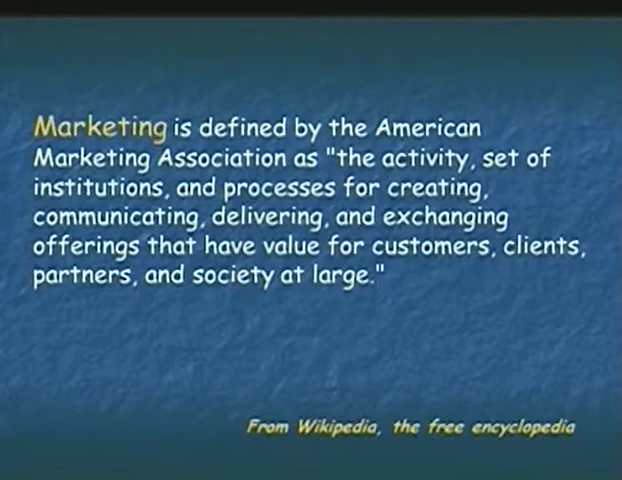 Marketing is defined by the American
Marketing Association as "the activity, set of
institutions, and processes for creating,
communicating, delivering, and exchanging
offerings that have value for customers, clients,
partners, and society at large."
From Wikipedia, the free encyclopedia